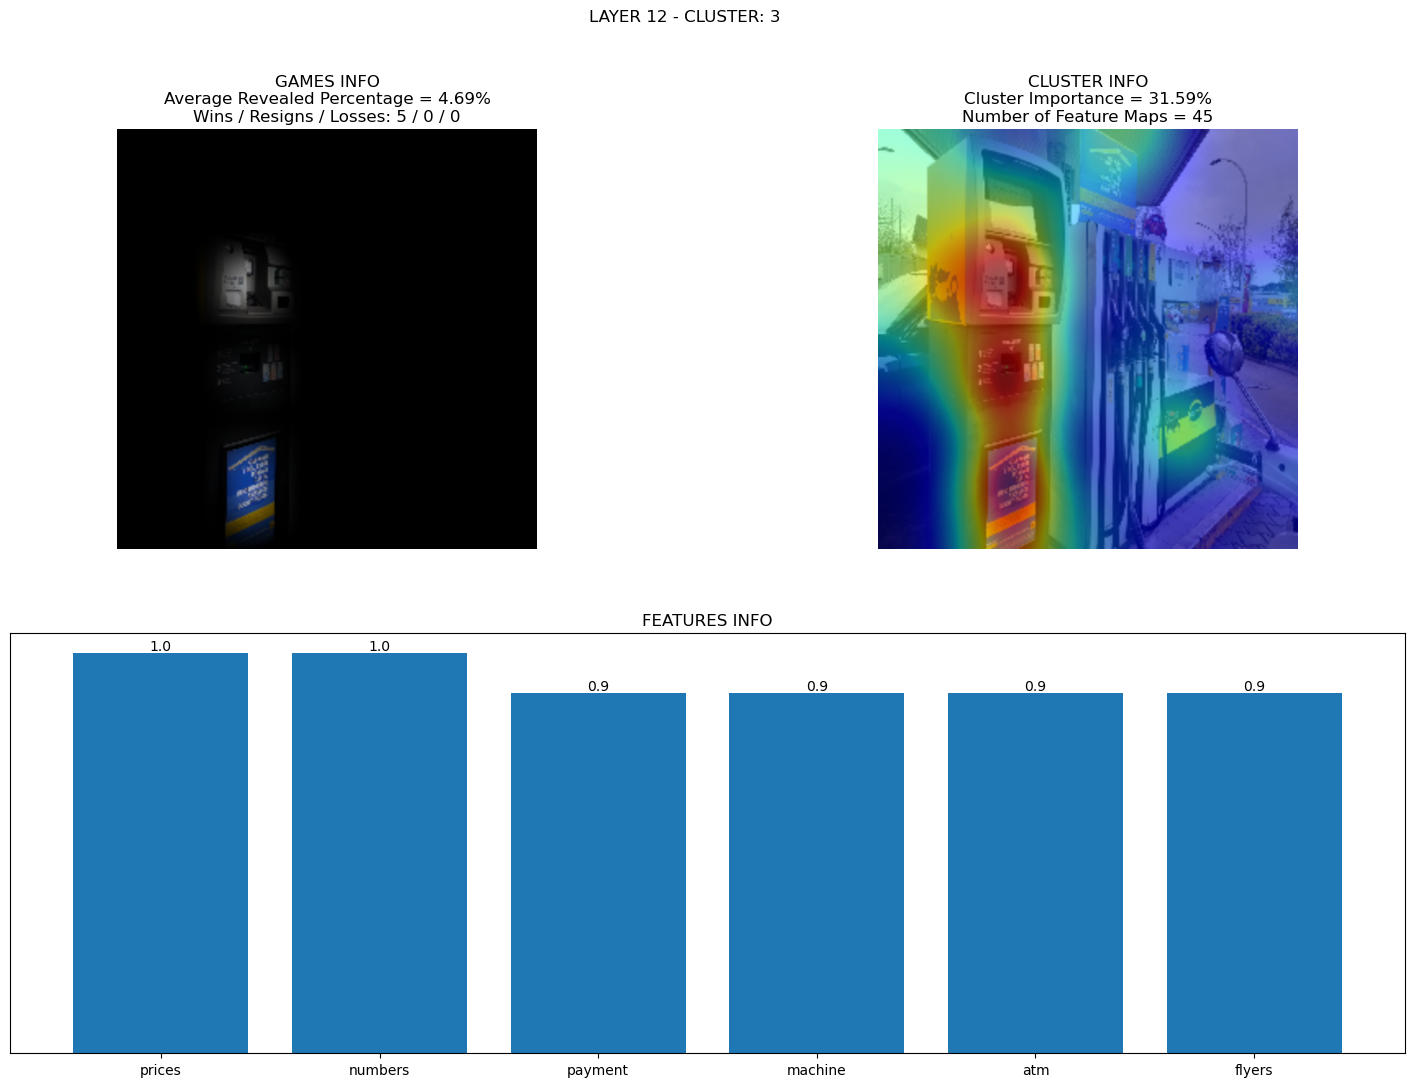 LAYER 12 - CLUSTER: 3
GAMES INFO
Average Revealed Percentage = 4.69%
Wins / Resigns / Losses: 5 / 0 / 0
CLUSTER INFO
Cluster Importance = 31.59%
Number of Feature Maps = 45
FEATURES INFO
1.0
1.0
0.9
0.9
0.9
0.9
prices
numbers
payment
machine
atm
flyers